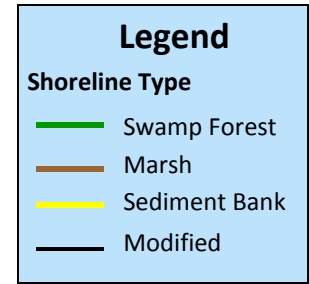 Legend
Shoreline Type
Swamp Forest
Marsh
Sediment Bank
Modified